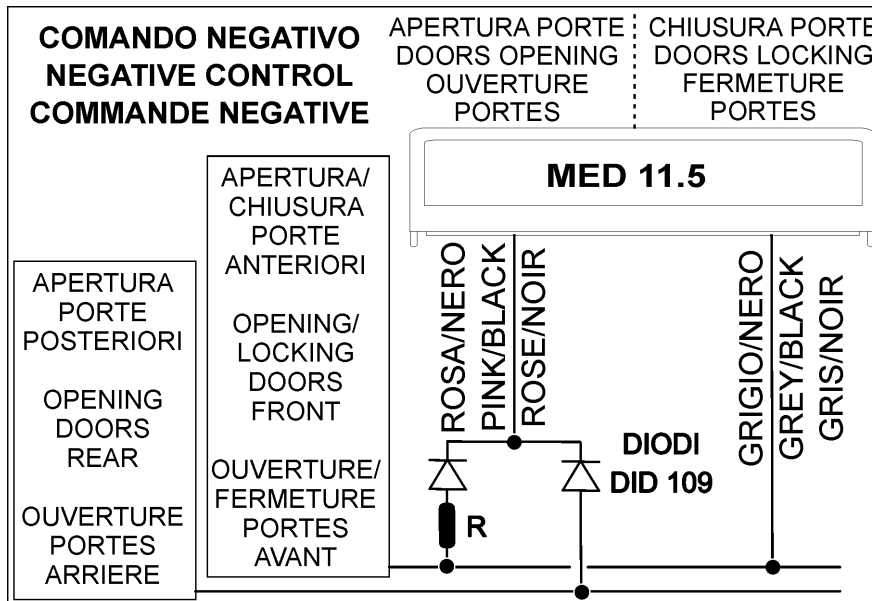 COMANDO NEGATIVO
NEGATIVE CONTROL
COMMANDE NEGATIVE
APERTURA PORTE
DOORS OPENING
OUVERTURE
PORTES
CHIUSURA PORTE
DOORS LOCKING
FERMETURE
PORTES
MED 11.5
APERTURA/
CHIUSURA
PORTE
ANTERIORI
OPENING/
LOCKING
DOORS
FRONT
OUVERTURE/
FERMETURE
PORTES
AVANT
APERTURA
PORTE
POSTERIORI
OPENING
DOORS
REAR
OUVERTURE
PORTES
ARRIERE
ROSA/NERO
PINK/BLACK
ROSE/NOIR
GRIGIO/NERO
GREY/BLACK
GRIS/NOIR
DIODI
DID 109
R